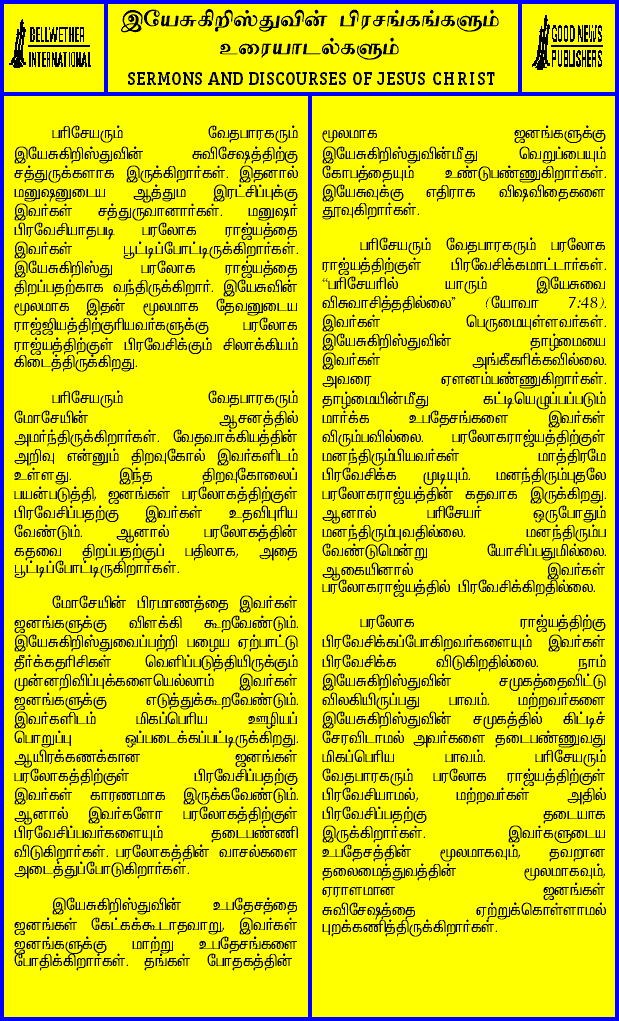 BELLWETHER
INTERNATIONAL
இயேசுகிறிஸ்துவின் பிரசங்கங்களும்
உரையாடல்களும்
SERMONS AND DISCOURSES OF JESUS CHRIST
GOOD NEWS
PUBLISHERS
பரிசேயரும் வேதபாரகரும்
இயேசுகிறிஸ்துவின் சுவிசேஷத்திற்கு
சத்துருக்களாக இருக்கிறார்கள். இதனால்
மனுஷனுடைய ஆத்தும இரட்சிப்புக்கு
இவர்கள் சத்துருவானார்கள். மனுஷர்
பிரவேசியாதபடி பரலோக ராஜ்யத்தை
இவர்கள் பூட்டிப்போட்டிருக்கிறார்கள்.
இயேசுகிறிஸ்து பரலோக ராஜ்யத்தை
திறப்பதற்காக வந்திருக்கிறார். இயேசுவின்
மூலமாக இதன் மூலமாக தேவனுடைய
ராஜ்ஜியத்திற்குரியவர்களுக்கு பரலோக
ராஜ்யத்திற்குள் பிரவேசிக்கும் சிலாக்கியம்
கிடைத்திருக்கிறது.
பரிசேயரும் வேதபாரகரும்
மோசேயின் ஆசனத்தில்
அமர்ந்திருக்கிறார்கள். வேதவாக்கியத்தின்
அறிவு என்னும் திறவுகோல் இவர்களிடம்
உள்ளது. இந்த திறவுகோலைப்
பயன்படுத்தி, ஜனங்கள் பரலோகத்திற்குள்
பிரவேசிப்பதற்கு இவர்கள் உதவிபுரிய
வேண்டும். ஆனால் பரலோகத்தின்
கதவை திறப்பதற்குப் பதிலாக, அதை
பூட்டிப்போட்டிருகிறார்கள்.
மோசேயின் பிரமாணத்தை இவர்கள்
ஜனங்களுக்கு விளக்கி கூறவேண்டும்.
இயேசுகிறிஸ்துவைப்பற்றி பழைய ஏற்பாட்டு
தீர்க்கதரிசிகள் வெளிப்படுத்தியிருக்கும்
முன்னறிவிப்புக்களையெல்லாம் இவர்கள்
ஜனங்களுக்கு எடுத்துக்கூறவேண்டும்.
இவர்களிடம் மிகப்பெரிய ஊழியப்
பொறுப்பு ஒப்படைக்கப்பட்டிருக்கிறது.
ஆயிரக்கணக்கான ஜனங்கள்
பரலோகத்திற்குள் பிரவேசிப்பதற்கு
இவர்கள் காரணமாக இருக்கவேண்டும்.
ஆனால் இவர்களோ பரலோகத்திற்குள்
பிரவேசிப்பவர்களையும் தடைபண்ணி
விடுகிறார்கள். பரலோகத்தின் வாசல்களை
அடைத்துப்போடுகிறார்கள்.
இயேசுகிறிஸ்துவின் உபதேசத்தை
ஜனங்கள் கேட்கக்கூடாதவாறு, இவர்கள்
ஜனங்களுக்கு மாற்று உபதேசங்களை
போதிக்கிறார்கள். தங்கள் போதகத்தின்
மூலமாக ஜனங்களுக்கு
இயேசுகிறிஸ்துவின்மீது வெறுப்பையும்
கோபத்தையும் உண்டுபண்ணுகிறார்கள்.
இயேசுவுக்கு எதிராக விஷவிதைகளை
தூவுகிறார்கள்.
பரிசேயரும் வேதபாரகரும் பரலோக
ராஜ்யத்திற்குள் பிரவேசிக்கமாட்டார்கள்.
“பரிசேயரில் யாரும் இயேசுவை
விசுவாசித்ததில்லை” (யோவா 7:48).
இவர்கள் பெருமையுள்ளவர்கள்.
இயேசுகிறிஸ்துவின் தாழ்மையை
இவர்கள் அங்கீகரிக்கவில்லை.
அவரை ஏளனம்பண்ணுகிறார்கள்.
தாழ்மையின்மீது கட்டியெழுப்பப்படும்
மார்க்க உபதேசங்களை இவர்கள்
விரும்பவில்லை. பரலோகராஜ்யத்திற்குள்
மனந்திரும்பியவர்கள் மாத்திரமே
பிரவேசிக்க முடியும். மனந்திரும்புதலே
பரலோகராஜ்யத்தின் கதவாக இருக்கிறது.
ஆனால் பரிசேயர் ஒருபோதும்
மனந்திரும்புவதில்லை. மனந்திரும்ப
வேண்டுமென்று யோசிப்பதுமில்லை.
ஆகையினால் இவர்கள்
பரலோகராஜ்யத்தில் பிரவேசிக்கிறதில்லை.
பரலோக ராஜ்யத்திற்கு
பிரவேசிக்கப்போகிறவர்களையும் இவர்கள்
பிரவேசிக்க விடுகிறதில்லை. நாம்
இயேசுகிறிஸ்துவின் சமுகத்தைவிட்டு
விலகியிருப்பது பாவம். மற்றவர்களை
இயேசுகிறிஸ்துவின் சமுகத்தில் கிட்டிச்
சேரவிடாமல் அவர்களை தடைபண்ணுவது
மிகப்பெரிய பாவம். பரிசேயரும்
வேதபாரகரும் பரலோக ராஜ்யத்திற்குள்
பிரவேசியாமல், மற்றவர்கள் அதில்
பிரவேசிப்பதற்கு தடையாக
இருக்கிறார்கள். இவர்களுடைய
உபதேசத்தின் மூலமாகவும், தவறான
தலைமைத்துவத்தின் மூலமாகவும்,
ஏராளமான ஜனங்கள்
சுவிசேஷத்தை ஏற்றுக்கொள்ளாமல்
புறக்கணித்திருக்கிறார்கள்.